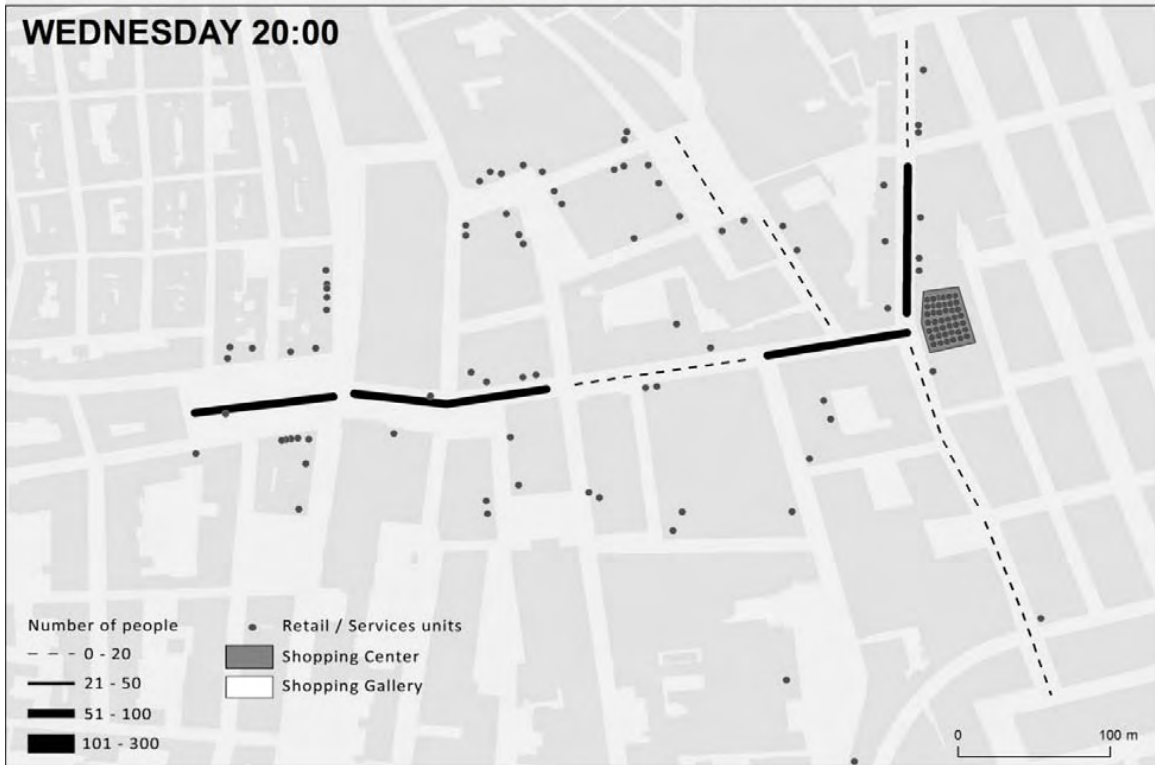 WEDNESDAY 20:00
Number of people
0 - 20
21 - 50
51 - 100
101 - 300
Retail / Services units
Shopping Center
Shopping Gallery
0 100 m